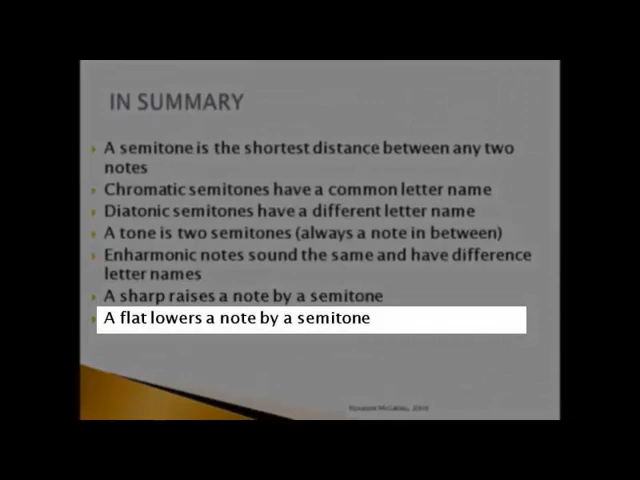 IN SUMMARY
A semitone is the shortest distance between any two
notes
Chromatic semitones have a common letter name
Diatonic semitones have a different letter name
A tone is two semitones (always a note in between)
Enharmonic notes sound the same and have difference
letter names
A sharp raises a note by a semitone
A flat lowers a note by a semitone